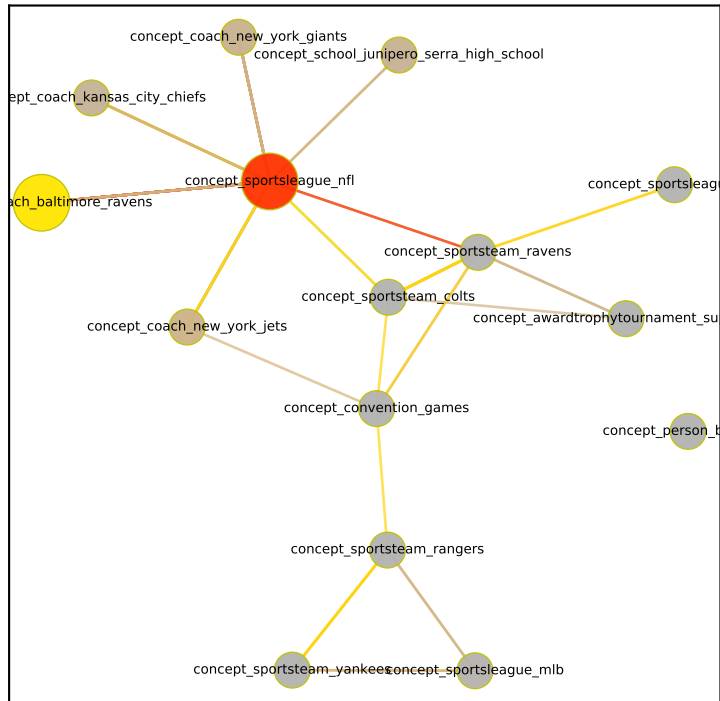 concept_coach_new_york_giants
concept_school_junipero_serra_high_school
ept_coach_kansas_city_chiefs
concept_sportsleague_nfl
concept_sportsleagu
ach_baltimore_ravens
concept_sportsteam_ravens
concept_sportsteam_colts
concept_awardtrophytournament_su
concept_coach_new_york_jets
concept_convention_games
concept_person_b
concept_sportsteam_rangers
concept_sportsteam_yankees
concept_sportsleague_mlb